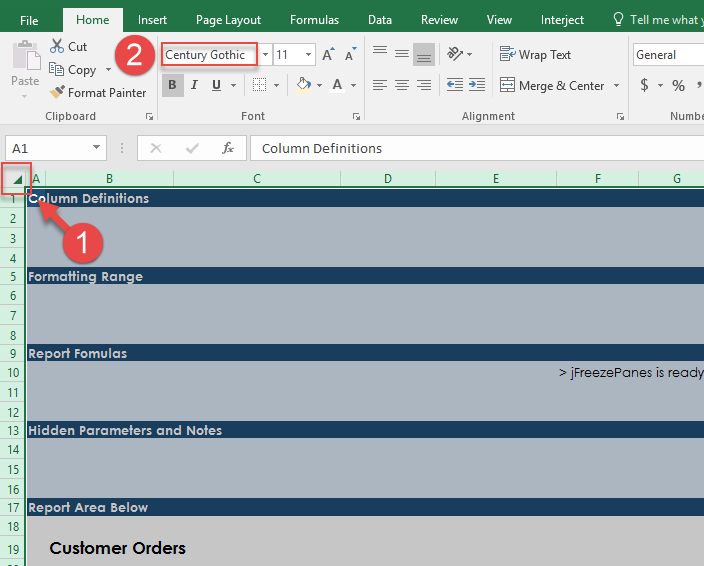 File Home Insert Page Layout Formulas Data Review View Interject Tell me what
Cut
Copy
Format Painter
Paste
Clipboard
2
Century Gothic 11 A A
B I U A
Font
Wrap Text
Merge & Center
Alignment
General
$ %
A1 fx Column Definitions
A B C D E F G
1 Column Definitions
2
1
3
4
5 Formatting Range
6
7
8
9 Report Fomulas
10 > jFreezePanes is ready
11
12
13 Hidden Parameters and Notes
14
15
16
17 Report Area Below
18
19 Customer Orders